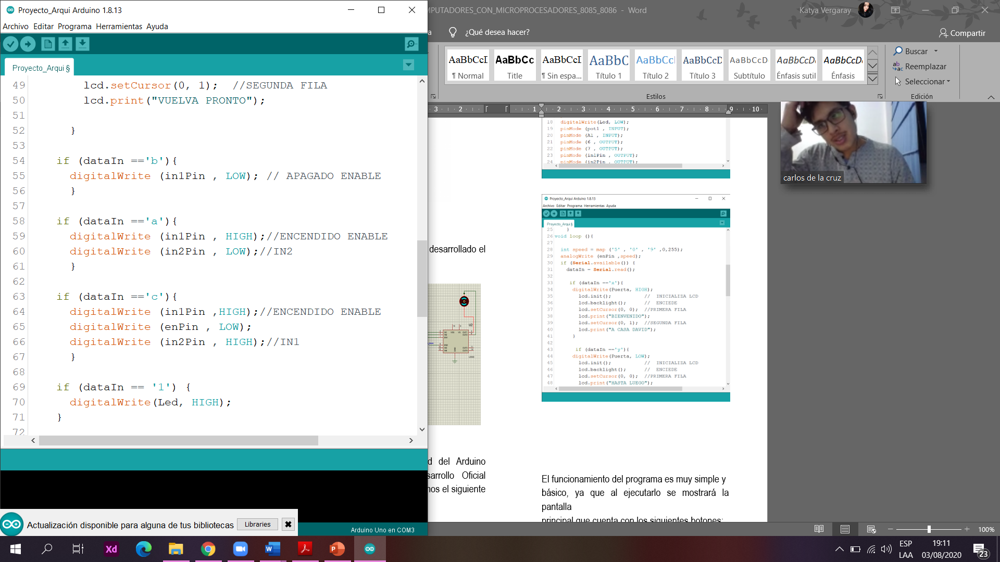 Proyecto_Arqui Arduino 1.8.13
Archivo Editar Programa Herramientas Ayuda
Proyecto_Arqui §
49 lcd.setCursor(0, 1); //SEGUNDA FILA
50 lcd.print("VUELVA PRONTO");
51
52 }
53
54 if (dataIn =='b'){
55 digitalWrite (in1Pin , LOW); // APAGADO ENABLE
56 }
57
58 if (dataIn =='a'){
59 digitalWrite (in1Pin , HIGH);//ENCENDIDO ENABLE
60 digitalWrite (in2Pin , LOW);//IN2
61 }
62
63 if (dataIn =='c'){
64 digitalWrite (in1Pin ,HIGH);//ENCENDIDO ENABLE
65 digitalWrite (enPin , LOW);
66 digitalWrite (in2Pin , HIGH);//IN1
67 }
68
69 if (dataIn == '1') {
70 digitalWrite(Led, HIGH);
71 }
72
Actualización disponible para alguna de tus bibliotecas Libraries
Arduino Uno en COM3
MPUTADORES_CON_MICROPROCESADORES_8085_8086 - Word Katya Vergaray
a ¿Qué desea hacer? Compartir
AaBbCcD AaBbCc AaBbCcI AaBbC AaBbCcl AaBbCcD AaBbCcD AaBbCcDc AaBbCcDc
¶ Normal Title ¶ Sin espa... Título 1 Título 2 Título 3 Subtítulo Énfasis sutil Énfasis
Estilos
Buscar
Reemplazar
Seleccionar
Edición
3 2 1 1 2 3 4 5 6 7 8 9 10
18 digitalWrite(Led, LOW);
19 pinMode (pot1 , INPUT);
20 pinMode (A1 , INPUT);
21 pinMode (6 , OUTPUT);
22 pinMode (7 , OUTPUT);
23 pinMode (in1Pin , OUTPUT);
24 pinMode (in2Pin , OUTPUT);
Proyecto_Arqui Arduino 1.8.13
Archivo Editar Programa Herramientas Ayuda
Proyecto_Arqui §
25 }
26 void loop (){
27
28 int speed = map ('5' , '0' , '9' ,0,255);
29 analogWrite (enPin ,speed);
30 if (Serial.available()) {
31 dataIn = Serial.read();
32
33 if (dataIn =='x'){
34 digitalWrite(Puerta, HIGH);
35 lcd.init(); // INICIALIZA LCD
36 lcd.backlight(); // ENCIEDE
37 lcd.setCursor(0, 0); //PRIMERA FILA
38 lcd.print("BIENVENIDO");
39 lcd.setCursor(0, 1); //SEGUNDA FILA
40 lcd.print("A CASA DAVID");
41 }
42
43 if (dataIn =='y'){
44 digitalWrite(Puerta, LOW);
45 lcd.init(); // INICIALIZA LCD
46 lcd.backlight(); // ENCIEDE
47 lcd.setCursor(0, 0); //PRIMERA FILA
48 lcd.print("HASTA LUEGO");
desarrollado el
U2
d del Arduino
sarrollo Oficial
nos el siguiente
El funcionamiento del programa es muy simple y
básico, ya que al ejecutarlo se mostrará la
pantalla
principal que cuenta con los siguientes botones:
carlos de la cruz
100%
ESP
LAA
19:11
03/08/2020
23